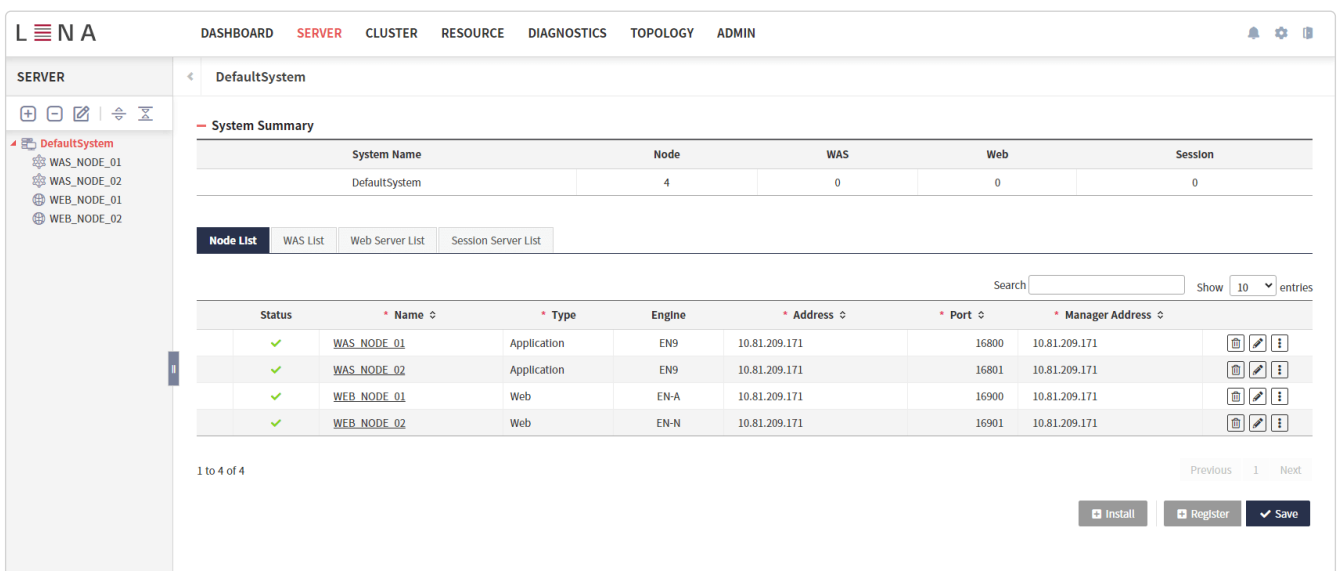 LENA
DASHBOARD SERVER CLUSTER RESOURCE DIAGNOSTICS TOPOLOGY ADMIN
SERVER
DefaultSystem
DefaultSystem
WAS_NODE_01
WAS_NODE_02
WEB_NODE_01
WEB_NODE_02
System Summary
System Name Node WAS Web Session
DefaultSystem 4 0 0 0
Node List WAS List Web Server List Session Server List
Search Show 10 entries
Status * Name * Type Engine * Address * Port * Manager Address
WAS_NODE_01 Application EN9 10.81.209.171 16800 10.81.209.171
WAS_NODE_02 Application EN9 10.81.209.171 16801 10.81.209.171
WEB_NODE_01 Web EN-A 10.81.209.171 16900 10.81.209.171
WEB_NODE_02 Web EN-N 10.81.209.171 16901 10.81.209.171
1 to 4 of 4
Previous 1 Next
Install Register Save